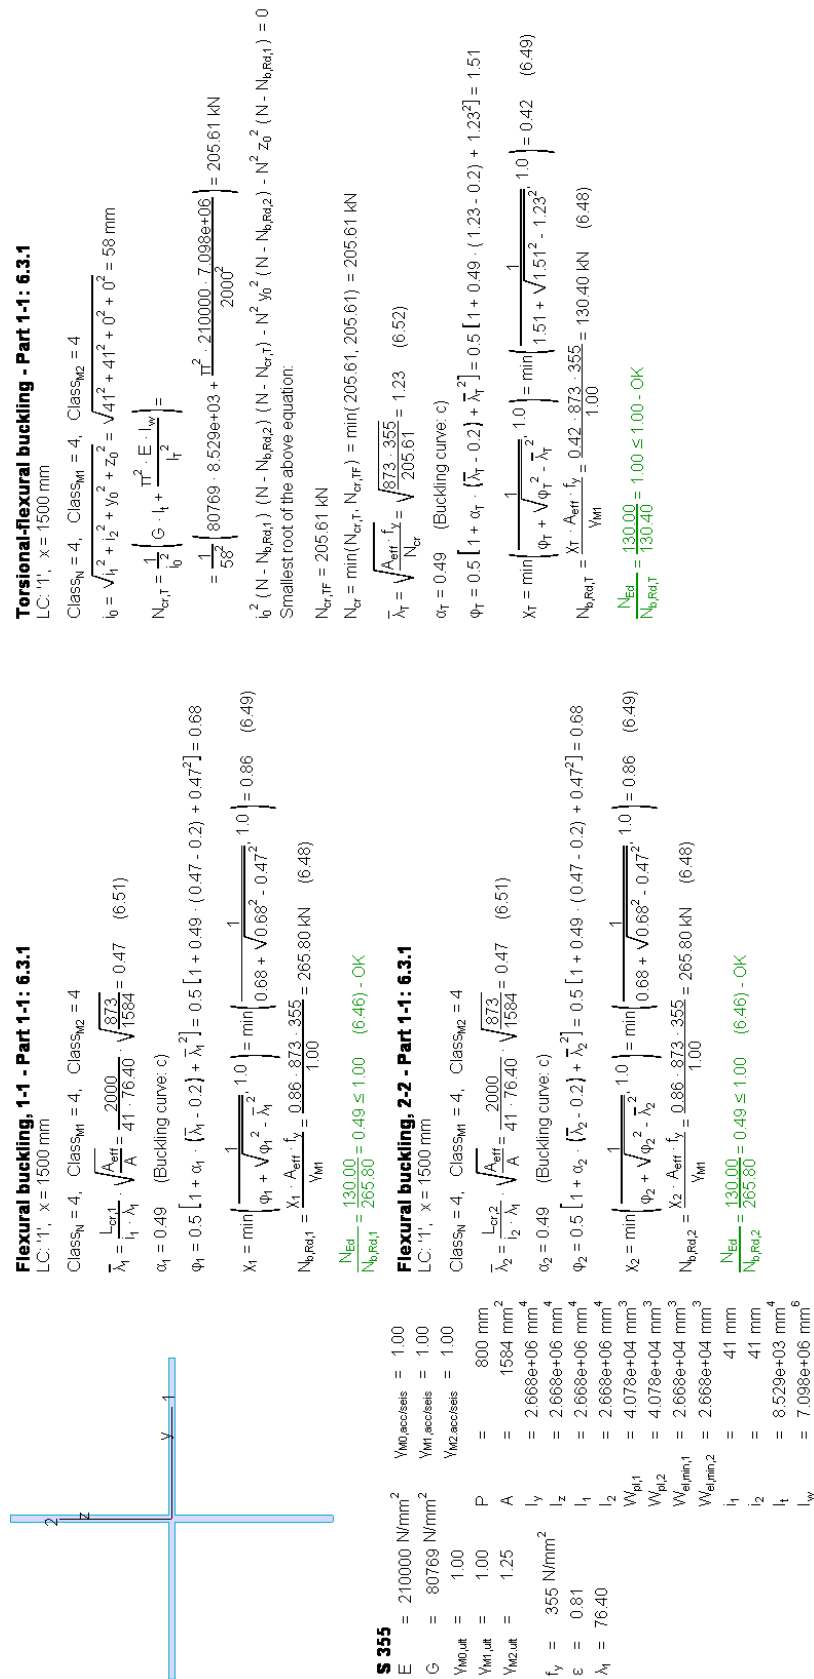 2
z
y
1
S 355
E = 210000 N/mm²
G = 80769 N/mm²
γM0,ult = 1.00
γM1,ult = 1.00
γM2,ult = 1.25
fy = 355 N/mm²
ε = 0.81
λ1 = 76.40
γM0,acc/seis = 1.00
γM1,acc/seis = 1.00
γM2,acc/seis = 1.00
P = 800 mm
A = 1584 mm²
Iy = 2.668e+06 mm⁴
Iz = 2.668e+06 mm⁴
I1 = 2.668e+06 mm⁴
I2 = 2.668e+06 mm⁴
Wpl,1 = 4.078e+04 mm³
Wpl,2 = 4.078e+04 mm³
Wel,min,1 = 2.668e+04 mm³
Wel,min,2 = 2.668e+04 mm³
i1 = 41 mm
i2 = 41 mm
It = 8.529e+03 mm⁴
Iw = 7.098e+06 mm⁶
Flexural buckling, 1-1 - Part 1-1: 6.3.1
LC: '1', x = 1500 mm
ClassN = 4, ClassM1 = 4, ClassM2 = 4
λ̄1 = Lcr,1 / (i1 · λ1) · √(Aeff / A) = 2000 / (41 · 76.40) · √(873 / 1584) = 0.47 (6.51)
α1 = 0.49 (Buckling curve: c)
φ1 = 0.5 [1 + α1 · (λ̄1 - 0.2) + λ̄1²] = 0.5 [1 + 0.49 · (0.47 - 0.2) + 0.47²] = 0.68
χ1 = min(1 / (φ1 + √(φ1² - λ̄1²)), 1.0) = min(1 / (0.68 + √(0.68² - 0.47²)), 1.0) = 0.86 (6.49)
Nb,Rd,1 = χ1 · Aeff · fy / γM1 = 0.86 · 873 · 355 / 1.00 = 265.80 kN (6.48)
NEd / Nb,Rd,1 = 130.00 / 265.80 = 0.49 ≤ 1.00 (6.46) - OK
Flexural buckling, 2-2 - Part 1-1: 6.3.1
LC: '1', x = 1500 mm
ClassN = 4, ClassM1 = 4, ClassM2 = 4
λ̄2 = Lcr,2 / (i2 · λ1) · √(Aeff / A) = 2000 / (41 · 76.40) · √(873 / 1584) = 0.47 (6.51)
α2 = 0.49 (Buckling curve: c)
φ2 = 0.5 [1 + α2 · (λ̄2 - 0.2) + λ̄2²] = 0.5 [1 + 0.49 · (0.47 - 0.2) + 0.47²] = 0.68
χ2 = min(1 / (φ2 + √(φ2² - λ̄2²)), 1.0) = min(1 / (0.68 + √(0.68² - 0.47²)), 1.0) = 0.86 (6.49)
Nb,Rd,2 = χ2 · Aeff · fy / γM1 = 0.86 · 873 · 355 / 1.00 = 265.80 kN (6.48)
NEd / Nb,Rd,2 = 130.00 / 265.80 = 0.49 ≤ 1.00 (6.46) - OK
Torsional-flexural buckling - Part 1-1: 6.3.1
LC: '1', x = 1500 mm
ClassN = 4, ClassM1 = 4, ClassM2 = 4
i0 = √(i1² + i2² + y0² + z0²) = √(41² + 41² + 0² + 0²) = 58 mm
Ncr,T = 1 / i0² (G · It + π² · E · Iw / lT²) =
= 1 / 58² (80769 · 8.529e+03 + π² · 210000 · 7.098e+06 / 2000²) = 205.61 kN
i0² (N - Nb,Rd,1) (N - Nb,Rd,2) (N - Ncr,T) - N² y0² (N - Nb,Rd,2) - N² z0² (N - Nb,Rd,1) = 0
Smallest root of the above equation:
Ncr,TF = 205.61 kN
Ncr = min(Ncr,T, Ncr,TF) = min(205.61, 205.61) = 205.61 kN
λ̄T = √(Aeff · fy / Ncr) = √(873 · 355 / 205.61) = 1.23 (6.52)
αT = 0.49 (Buckling curve: c)
φT = 0.5 [1 + αT · (λ̄T - 0.2) + λ̄T²] = 0.5 [1 + 0.49 · (1.23 - 0.2) + 1.23²] = 1.51
χT = min(1 / (φT + √(φT² - λ̄T²)), 1.0) = min(1 / (1.51 + √(1.51² - 1.23²)), 1.0) = 0.42 (6.49)
Nb,Rd,T = χT · Aeff · fy / γM1 = 0.42 · 873 · 355 / 1.00 = 130.40 kN (6.48)
NEd / Nb,Rd,T = 130.00 / 130.40 = 1.00 ≤ 1.00 - OK